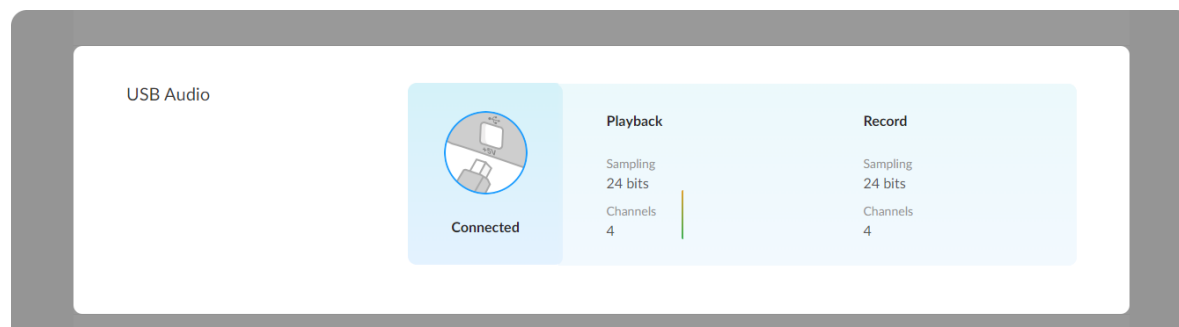 USB Audio
Connected
Playback
Sampling
24 bits
Channels
4
Record
Sampling
24 bits
Channels
4